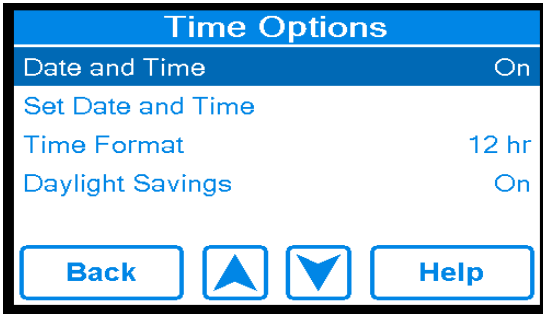 Time Options
Date and Time On
Set Date and Time
Time Format 12 hr
Daylight Savings On
Back Help